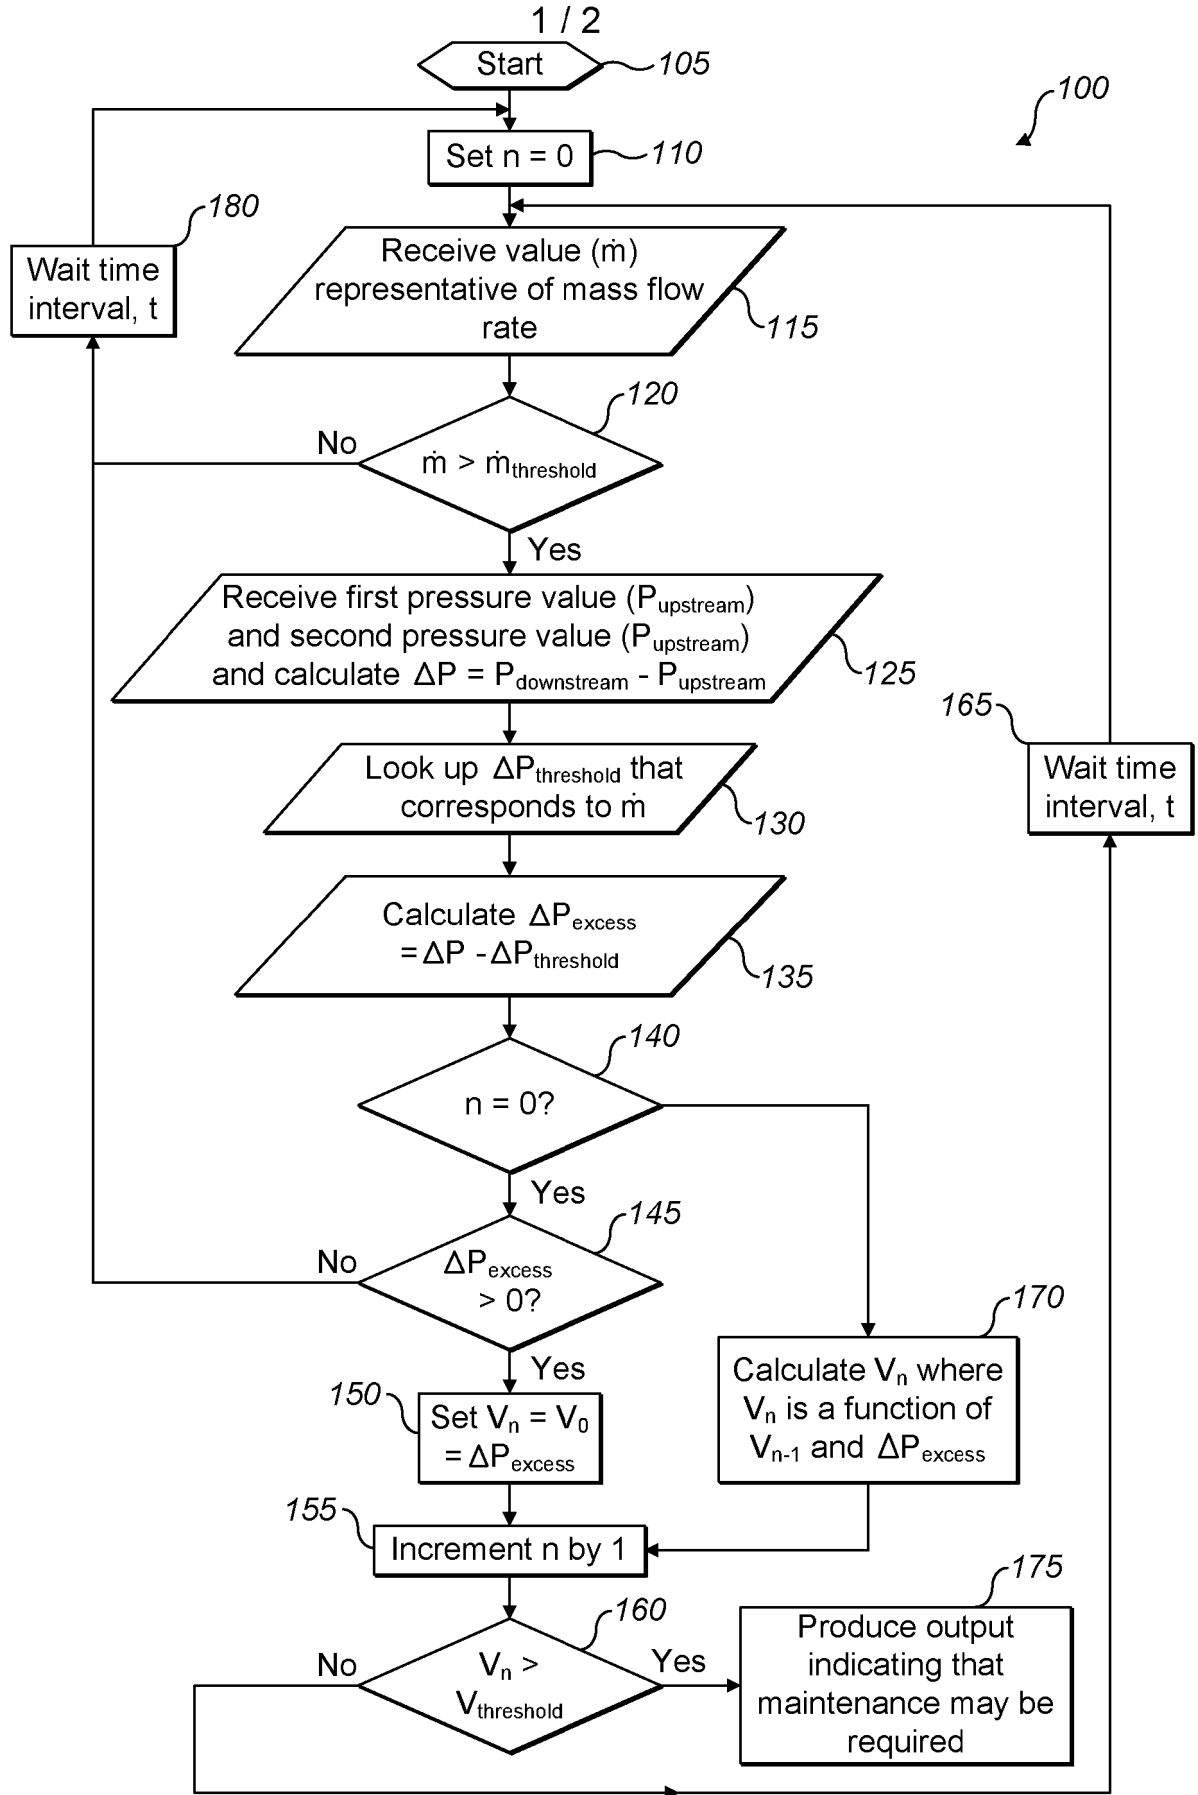 1 / 2
Start
105
100
Set n = 0
110
180
Wait time
interval, t
Receive value (ṁ)
representative of mass flow
rate
115
120
No
ṁ > ṁthreshold
Yes
Receive first pressure value (Pupstream)
and second pressure value (Pupstream)
and calculate ΔP = Pdownstream - Pupstream
125
165
Wait time
interval, t
Look up ΔPthreshold that
corresponds to ṁ
130
Calculate ΔPexcess
= ΔP - ΔPthreshold
135
140
n = 0?
Yes
145
No
ΔPexcess
> 0?
Yes
170
Calculate Vn where
Vn is a function of
Vn-1 and ΔPexcess
150
Set Vn = V0
= ΔPexcess
155
Increment n by 1
160
No
Vn >
Vthreshold
Yes
175
Produce output
indicating that
maintenance may be
required